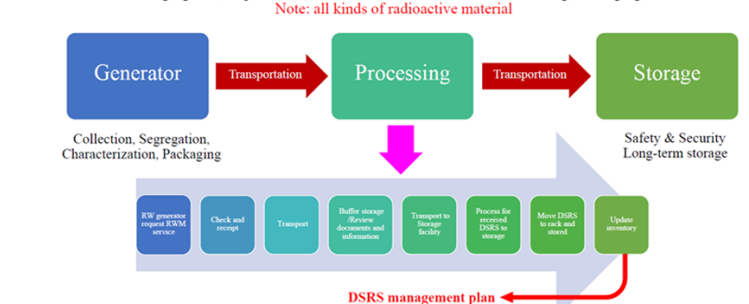 Note: all kinds of radioactive material
Generator
Transportation
Processing
Transportation
Storage
Collection, Segregation,
Characterization, Packaging
Safety & Security
Long-term storage
RW generator
request RWM
service
Check and
receipt
Transport
Buffer storage
/Review
documents and
information
Transport to
Storage
facility
Process for
received
DSRS to
storage
Move DSRS
to rack and
stored
Update
inventory
DSRS management plan